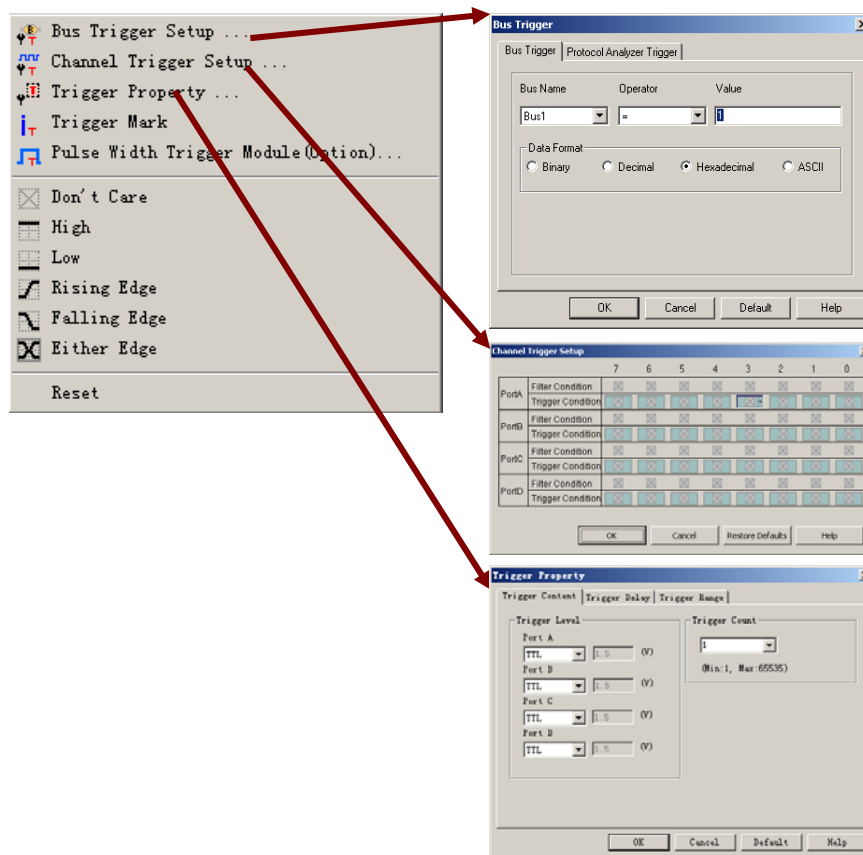 Bus Trigger Setup ...
Channel Trigger Setup ...
Trigger Property ...
Trigger Mark
Pulse Width Trigger Module(Option)...
Don't Care
High
Low
Rising Edge
Falling Edge
Either Edge
Reset
Bus Trigger
Bus Trigger Protocol Analyzer Trigger
Bus Name Operator Value
Bus1 = 1
Data Format
Binary Decimal Hexadecimal ASCII
OK Cancel Default Help
Channel Trigger Setup
7 6 5 4 3 2 1 0
PortA Filter Condition
Trigger Condition
PortB Filter Condition
Trigger Condition
PortC Filter Condition
Trigger Condition
PortD Filter Condition
Trigger Condition
OK Cancel Restore Defaults Help
Trigger Property
Trigger Content Trigger Delay Trigger Range
Trigger Level Trigger Count
Port A
TTL 1.5 (V) 1
(Min:1, Max:65535)
Port B
TTL 1.5 (V)
Port C
TTL 1.5 (V)
Port D
TTL 1.5 (V)
OK Cancel Default Help